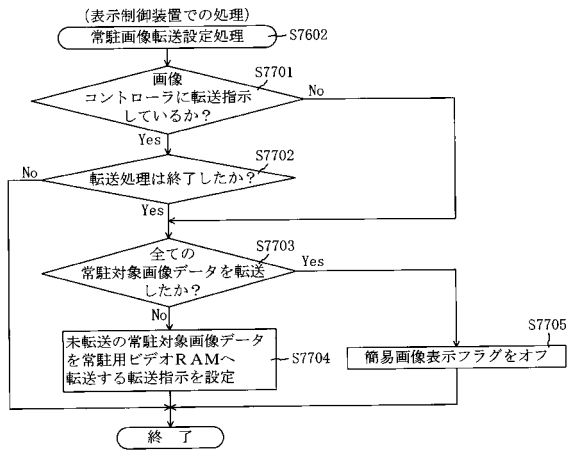 (表示制御装置での処理)
常駐画像転送設定処理
S7602
画像
コントローラに転送指示
しているか？
S7701
No
Yes
転送処理は終了したか？
S7702
No
Yes
全ての
常駐対象画像データを転送
したか？
S7703
Yes
No
未転送の常駐対象画像データ
を常駐用ビデオＲＡＭへ
転送する転送指示を設定
S7704
簡易画像表示フラグをオフ
S7705
終 了